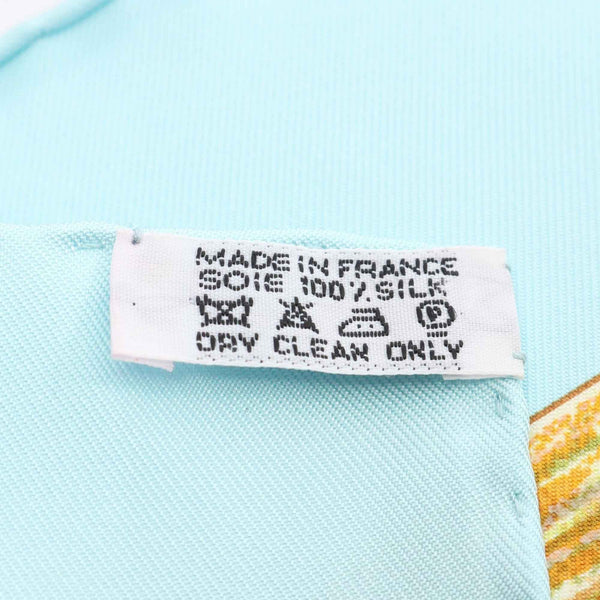 MADE IN FRANCE
SOIE 100% SILK
P
DRY CLEAN ONLY